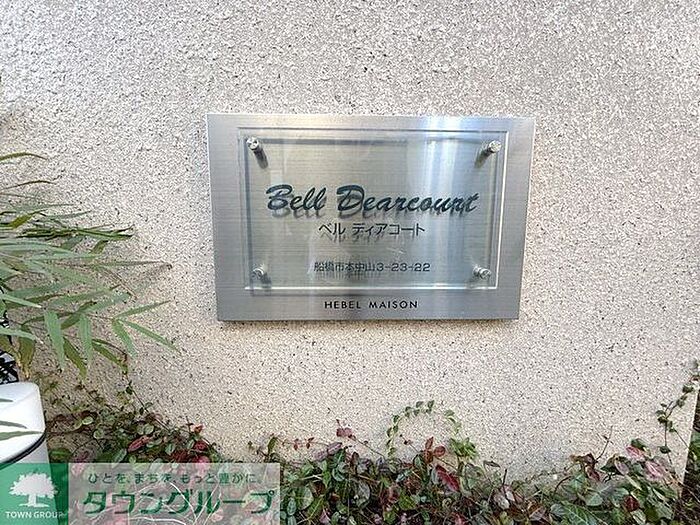 Bell Dearcourt
ベル ディアコート
船橋市本中山3-23-22
HEBEL MAISON
ひとを、まちを、もっと豊かに。
タウングループ
TOWN GROUP